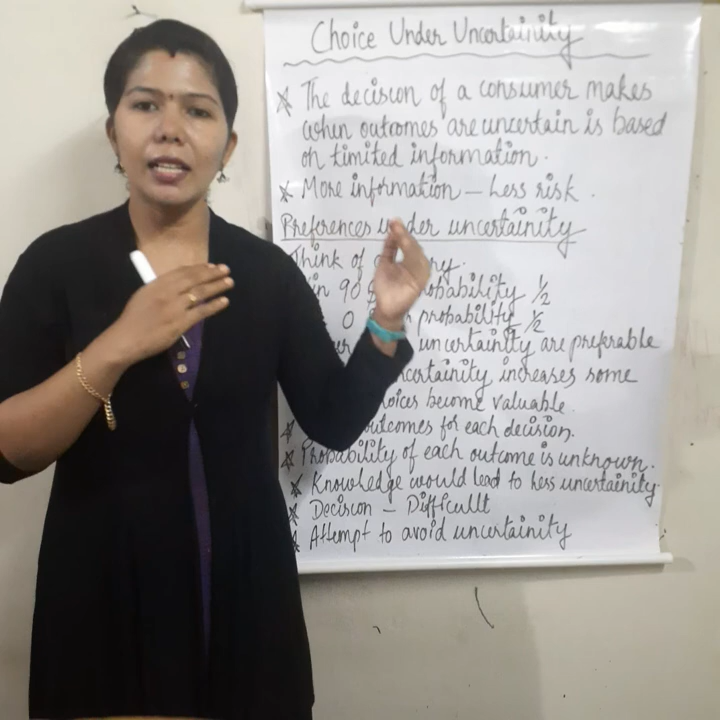 Choice Under Uncertainity
The decision of a consumer makes
when outcomes are uncertain is based
on limited information.
More information – Less risk.
Preferences under uncertainity
Think of
90 probability 1/2
0 probability 1/2
uncertainity are preferable
uncertainity increases some
choices become valuable.
outcomes for each decision.
Probability of each outcome is unknown.
Knowledge would lead to less uncertainity.
Decision – Difficullt
Attempt to avoid uncertainity